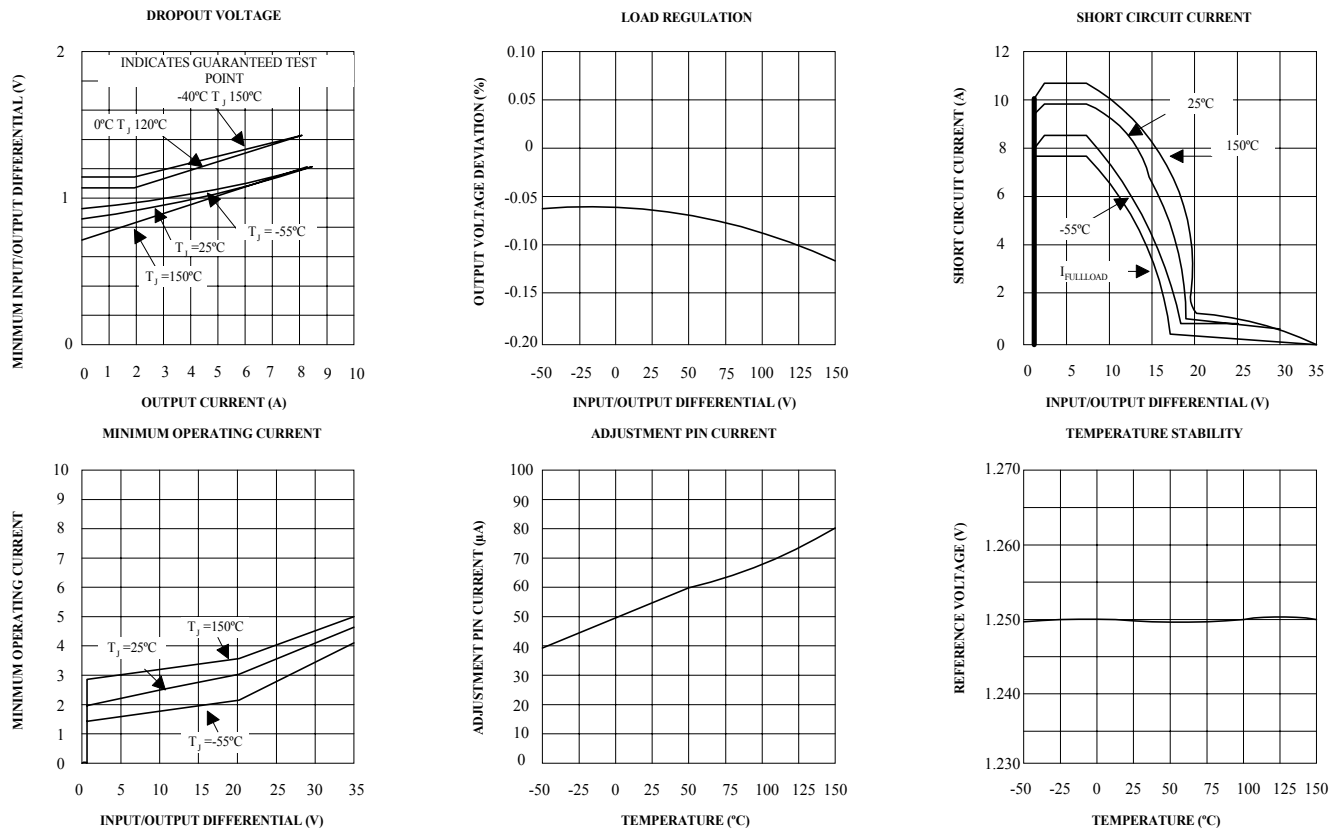 DROPOUT VOLTAGE
MINIMUM INPUT/OUTPUT DIFFERENTIAL (V)
2
1
0
INDICATES GUARANTEED TEST
POINT
-40ºC T J 150ºC
0ºC T J 120ºC
T J = -55ºC
T J =25ºC
T J =150ºC
0 1 2 3 4 5 6 7 8 9 10
OUTPUT CURRENT (A)
LOAD REGULATION
OUTPUT VOLTAGE DEVIATION (%)
0.10
0.05
0
-0.05
-0.10
-0.15
-0.20
-50 -25 0 25 50 75 100 125 150
INPUT/OUTPUT DIFFERENTIAL (V)
SHORT CIRCUIT CURRENT
SHORT CIRCUIT CURRENT (A)
12
10
8
6
4
2
0
25ºC
150ºC
-55ºC
I FULLLOAD
0 5 10 15 20 25 30 35
INPUT/OUTPUT DIFFERENTIAL (V)
MINIMUM OPERATING CURRENT
MINIMUM OPERATING CURRENT
10
9
8
7
6
5
4
3
2
1
0
T J =150ºC
T J =25ºC
T J =-55ºC
0 5 10 15 20 25 30 35
INPUT/OUTPUT DIFFERENTIAL (V)
ADJUSTMENT PIN CURRENT
ADJUSTMENT PIN CURRENT (µA)
100
90
80
70
60
50
40
30
20
10
0
-50 -25 0 25 50 75 100 125 150
TEMPERATURE (ºC)
TEMPERATURE STABILITY
REFERENCE VOLTAGE (V)
1.270
1.260
1.250
1.240
1.230
-50 -25 0 25 50 75 100 125 150
TEMPERATURE (ºC)